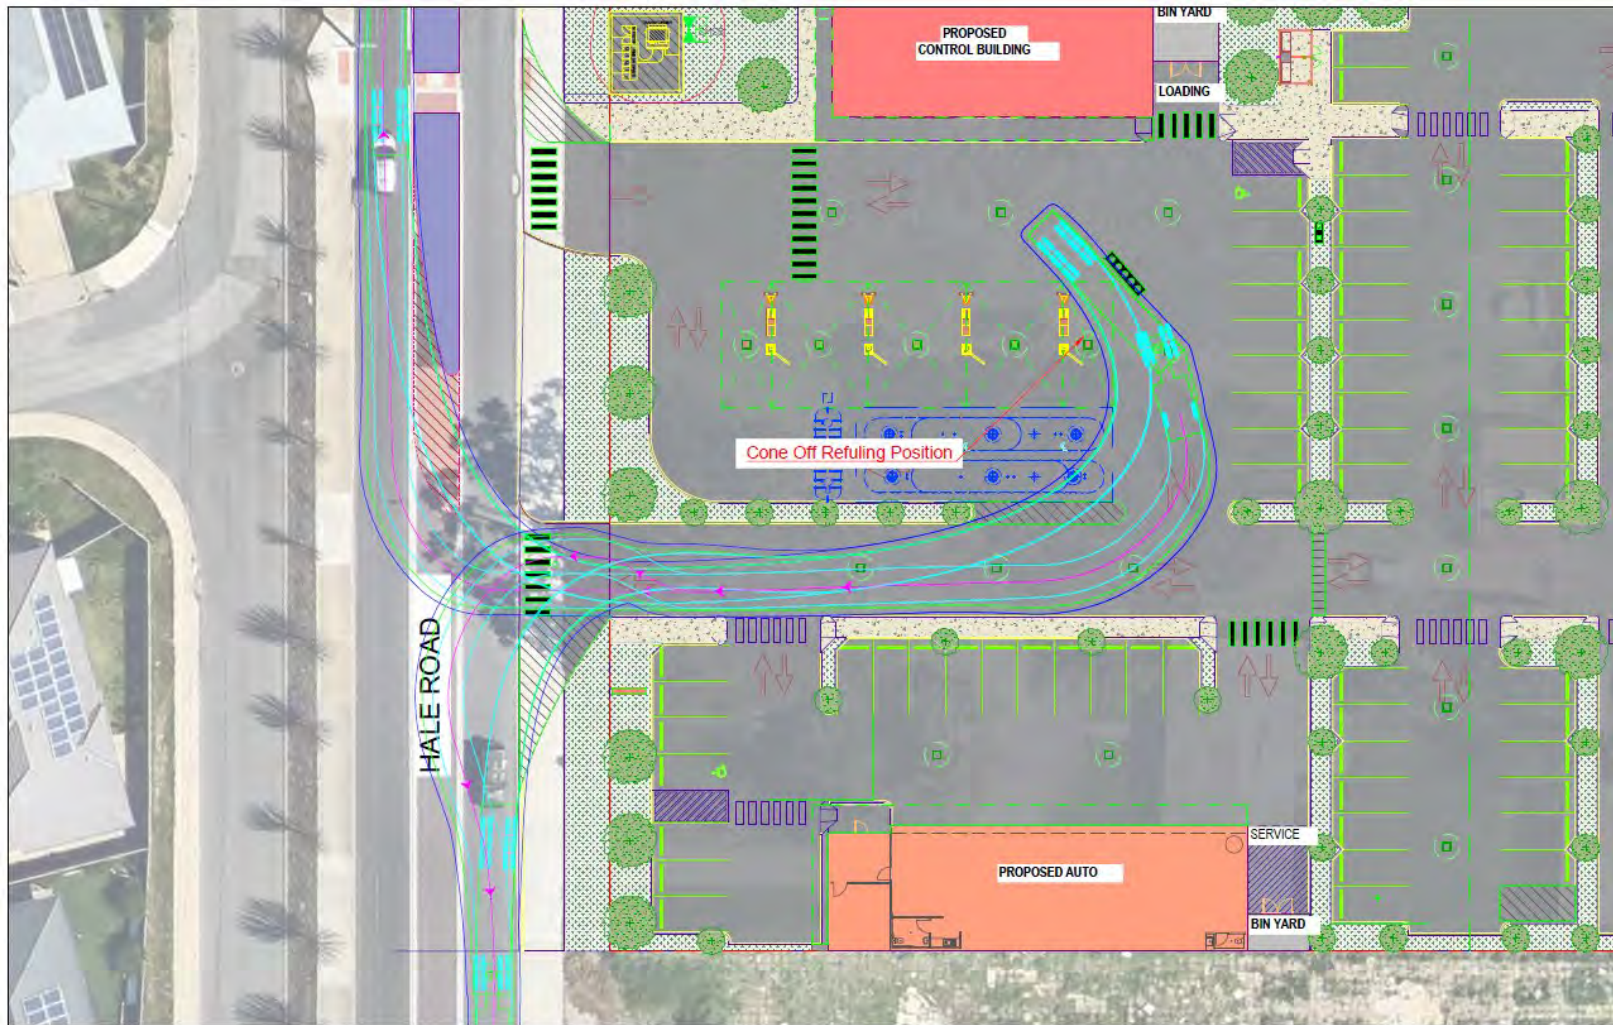 BIN YARD
PROPOSED
CONTROL BUILDING
LOADING
Cone Off Refuling Position
HALE ROAD
SERVICE
PROPOSED AUTO
BIN YARD